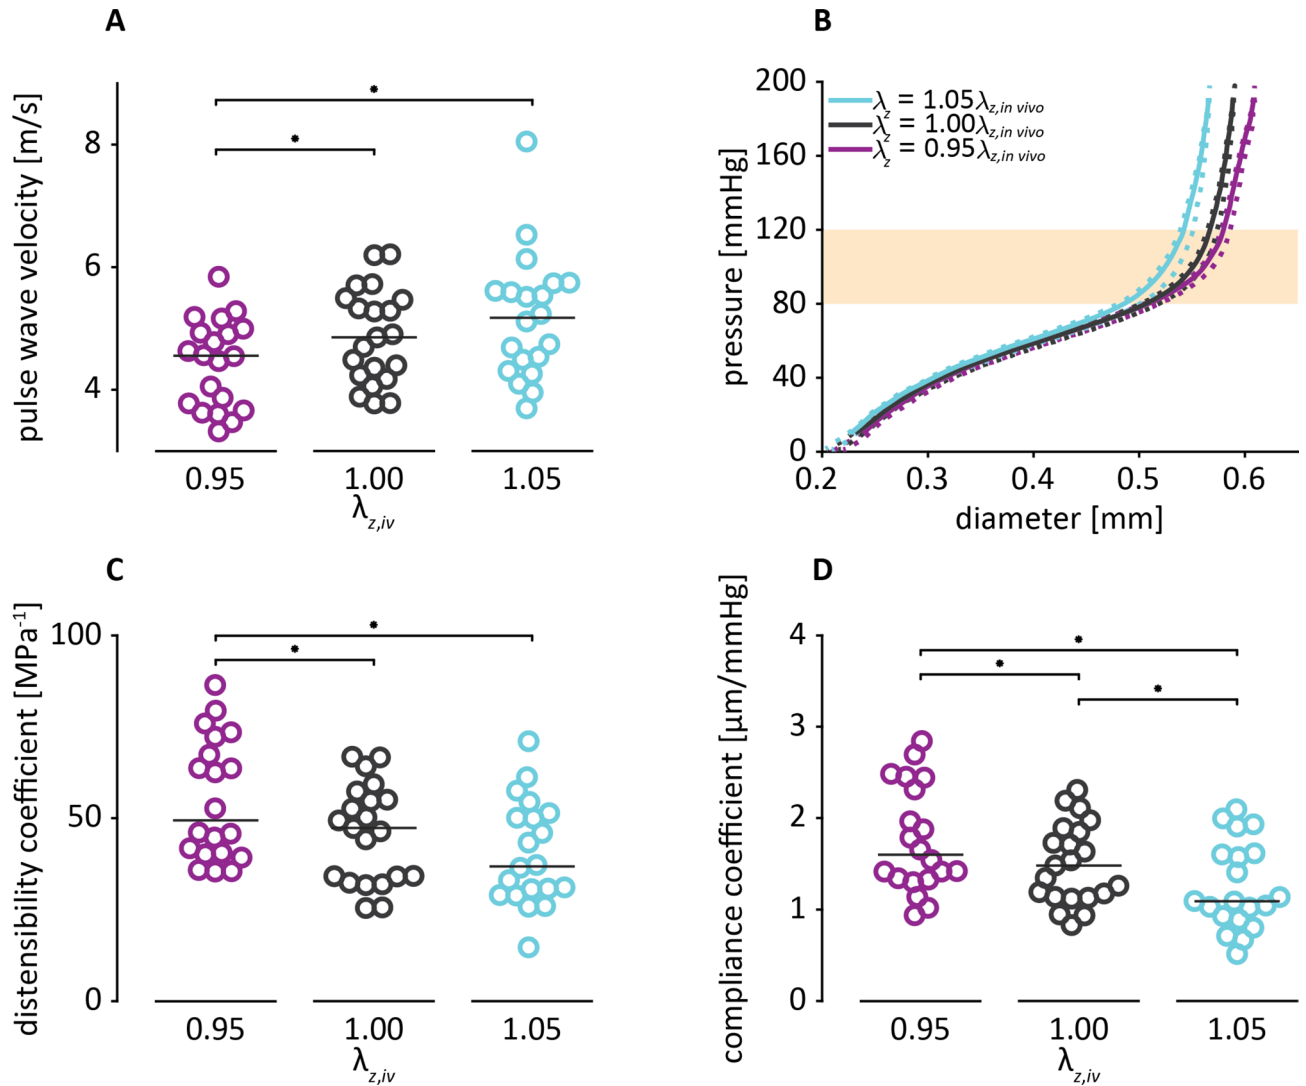 A
pulse wave velocity [m/s]
8
6
4
*
*
0.95 1.00 1.05
λz,iv
B
pressure [mmHg]
200
160
120
80
40
0
λz = 1.05λz,in vivo
λz = 1.00λz,in vivo
λz = 0.95λz,in vivo
0.2 0.3 0.4 0.5 0.6
diameter [mm]
C
distensibility coefficient [MPa-1]
100
50
0
*
*
0.95 1.00 1.05
λz,iv
D
compliance coefficient [µm/mmHg]
4
3
2
1
0
*
*
*
0.95 1.00 1.05
λz,iv